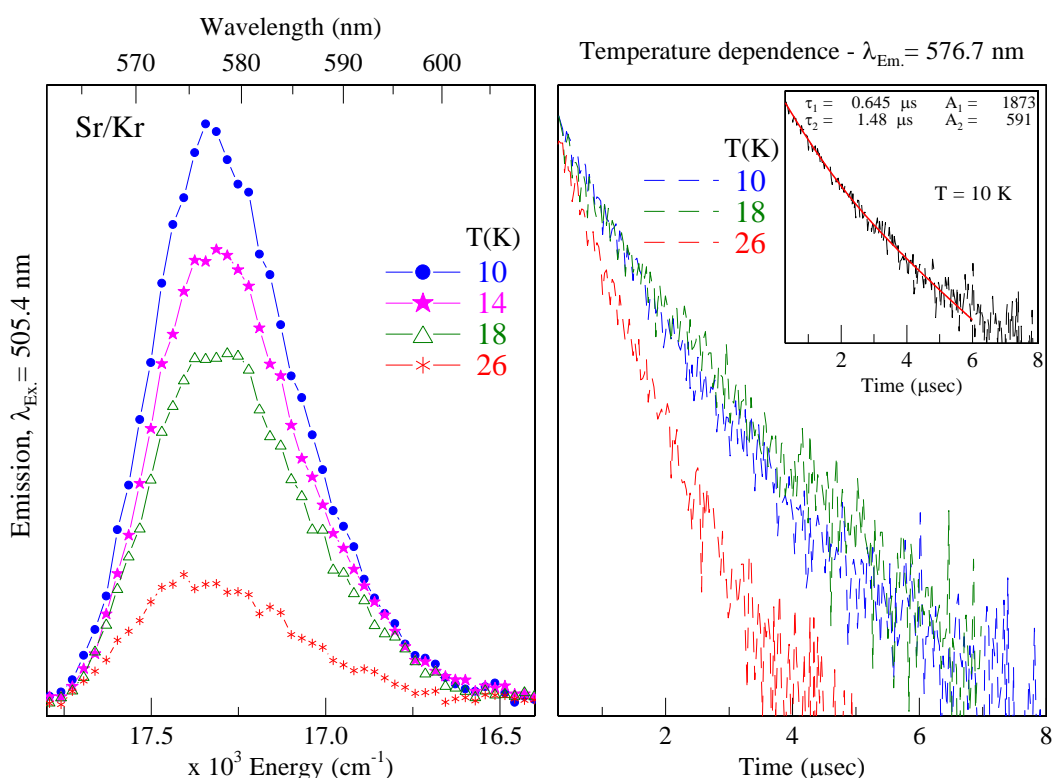 Wavelength (nm)
570 580 590 600
Sr/Kr
T(K)
10
14
18
26
Emission, λEx.= 505.4 nm
17.5 17.0 16.5
x 10³ Energy (cm⁻¹)
Temperature dependence - λEm.= 576.7 nm
T(K)
10
18
26
τ₁ = 0.645 μs A₁ = 1873
τ₂ = 1.48 μs A₂ = 591
T = 10 K
2 4 6 8
Time (μsec)
2 4 6 8
Time (μsec)